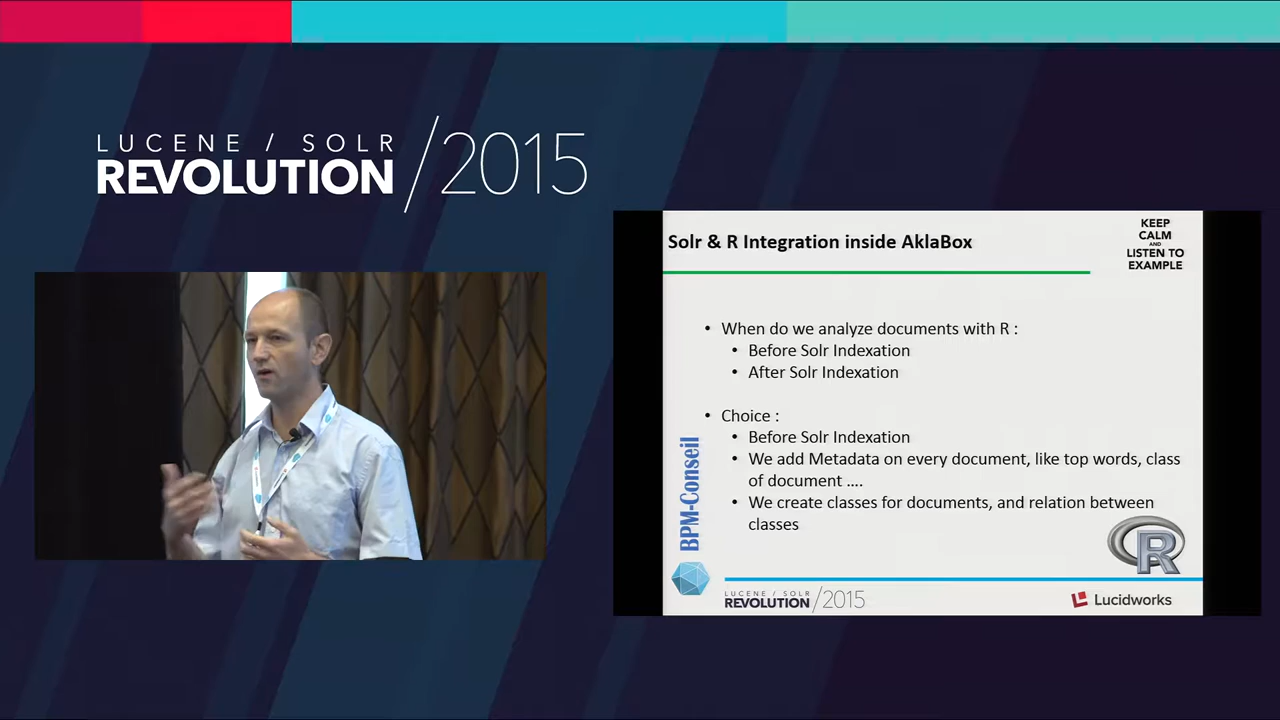 LUCENE / SOLR
REVOLUTION /2015
Solr & R Integration inside AklaBox
KEEP
CALM
AND
LISTEN TO
EXAMPLE
• When do we analyze documents with R :
• Before Solr Indexation
• After Solr Indexation
• Choice :
• Before Solr Indexation
• We add Metadata on every document, like top words, class
of document ....
• We create classes for documents, and relation between
classes
BPM-Conseil
R
LUCENE / SOLR
REVOLUTION /2015
Lucidworks